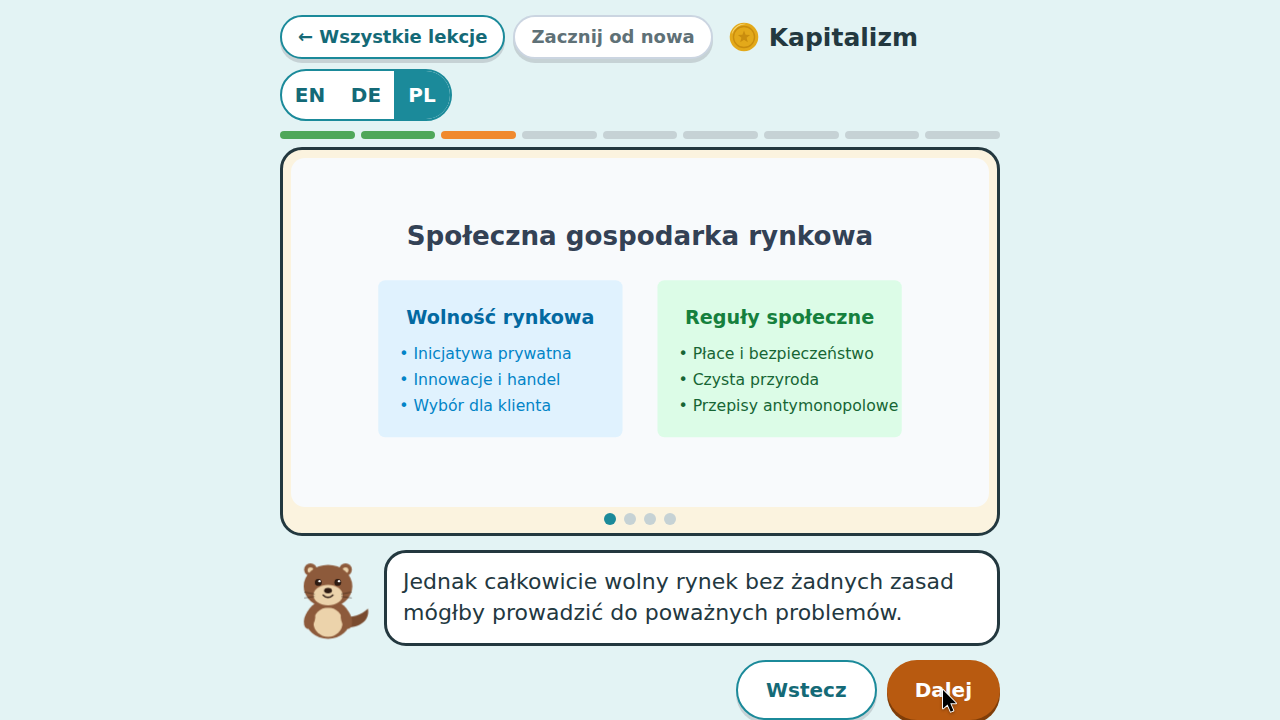 ← Wszystkie lekcje
Zacznij od nowa
Kapitalizm
EN DE PL
Społeczna gospodarka rynkowa
Wolność rynkowa
• Inicjatywa prywatna
• Innowacje i handel
• Wybór dla klienta
Reguły społeczne
• Płace i bezpieczeństwo
• Czysta przyroda
• Przepisy antymonopolowe
Jednak całkowicie wolny rynek bez żadnych zasad
mógłby prowadzić do poważnych problemów.
Wstecz
Dalej